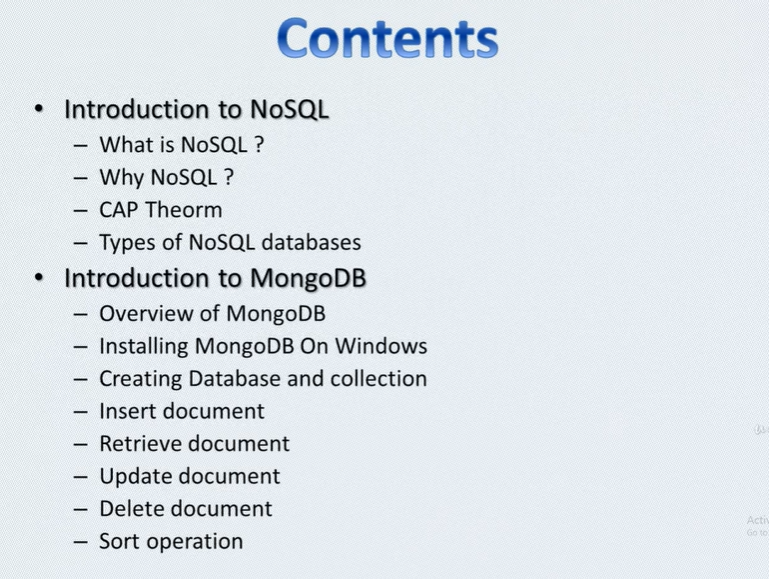 Contents
• Introduction to NoSQL
– What is NoSQL ?
– Why NoSQL ?
– CAP Theorm
– Types of NoSQL databases
• Introduction to MongoDB
– Overview of MongoDB
– Installing MongoDB On Windows
– Creating Database and collection
– Insert document
– Retrieve document
– Update document
– Delete document
– Sort operation
Go to